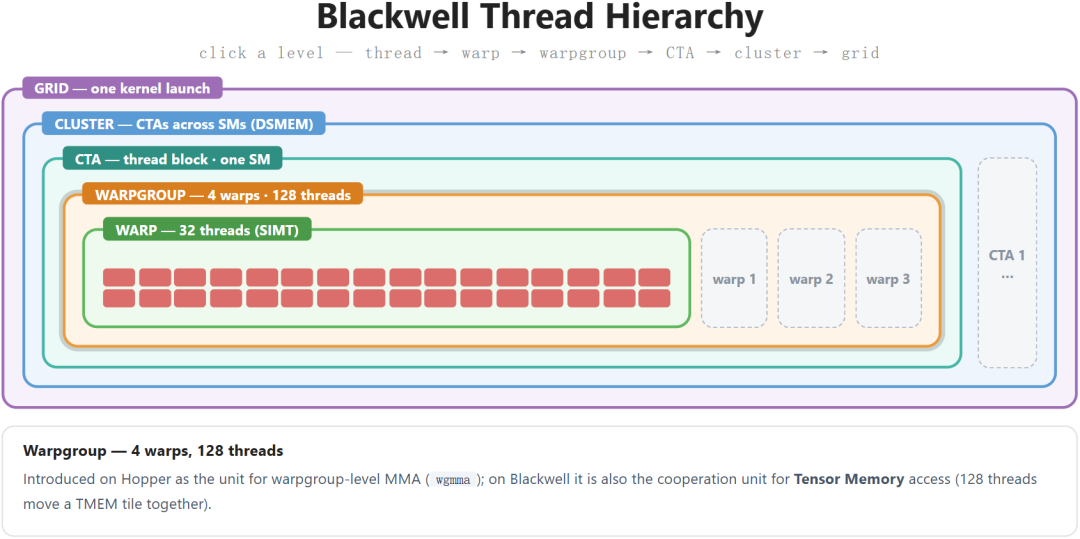 Blackwell Thread Hierarchy
click a level — thread → warp → warpgroup → CTA → cluster → grid
GRID — one kernel launch
CLUSTER — CTAs across SMs (DSMEM)
CTA — thread block · one SM
WARPGROUP — 4 warps · 128 threads
WARP — 32 threads (SIMT)
warp 1
warp 2
warp 3
CTA 1
...
Warpgroup — 4 warps, 128 threads
Introduced on Hopper as the unit for warpgroup-level MMA ( wgmma ); on Blackwell it is also the cooperation unit for Tensor Memory access (128 threads
move a TMEM tile together).